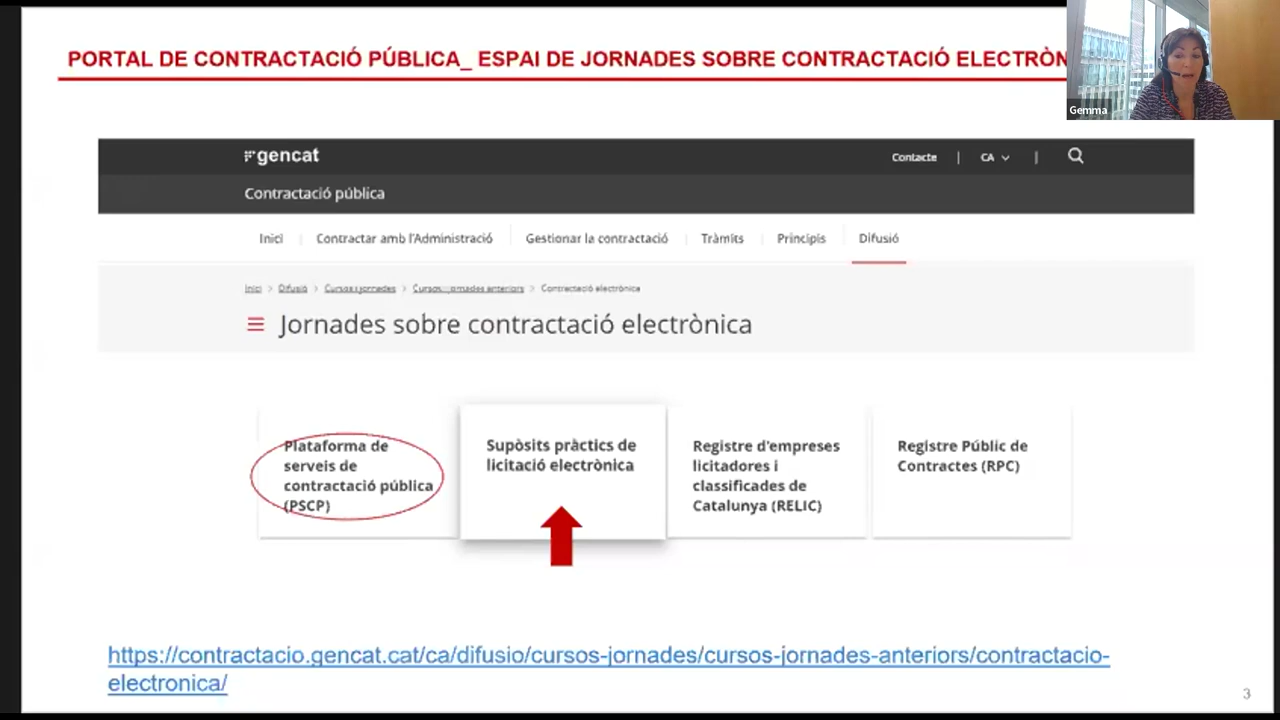 PORTAL DE CONTRACTACIÓ PÚBLICA_ ESPAI DE JORNADES SOBRE CONTRACTACIÓ ELECTRÒN
Gemma
gencat
Contacte | CA |
Contractació pública
Inici | Contractar amb l'Administració | Gestionar la contractació | Tràmits | Principis | Difusió
Inici > Difusió > Cursos i jornades > Cursos i jornades anteriors > Contractació electrònica
Jornades sobre contractació electrònica
Plataforma de
serveis de
contractació pública
(PSCP)
Supòsits pràctics de
licitació electrònica
Registre d'empreses
licitadores i
classificades de
Catalunya (RELIC)
Registre Públic de
Contractes (RPC)
https://contractacio.gencat.cat/ca/difusio/cursos-jornades/cursos-jornades-anteriors/contractacio-
electronica/
3